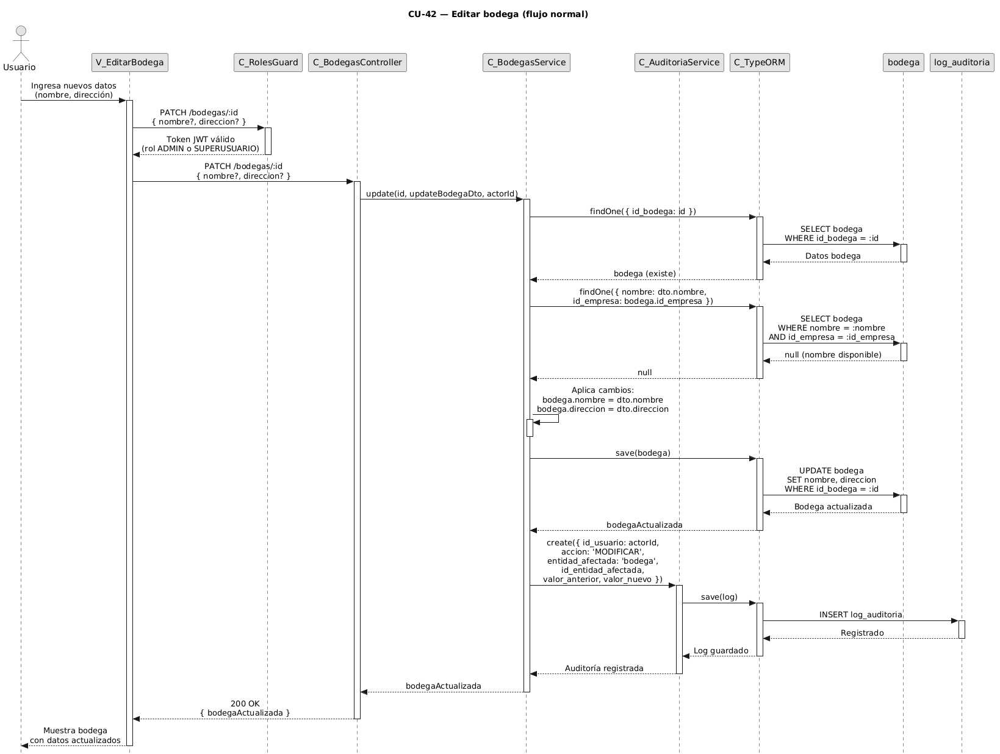 CU-42 — Editar bodega (flujo normal)
Usuario
V_EditarBodega
C_RolesGuard
C_BodegasController
C_BodegasService
C_AuditoriaService
C_TypeORM
bodega
log_auditoria
Ingresa nuevos datos
(nombre, dirección)
PATCH /bodegas/:id
{ nombre?, direccion? }
Token JWT válido
(rol ADMIN o SUPERUSUARIO)
PATCH /bodegas/:id
{ nombre?, direccion? }
update(id, updateBodegaDto, actorId)
findOne({ id_bodega: id })
SELECT bodega
WHERE id_bodega = :id
Datos bodega
bodega (existe)
findOne({ nombre: dto.nombre,
id_empresa: bodega.id_empresa })
SELECT bodega
WHERE nombre = :nombre
AND id_empresa = :id_empresa
null (nombre disponible)
null
Aplica cambios:
bodega.nombre = dto.nombre
bodega.direccion = dto.direccion
save(bodega)
UPDATE bodega
SET nombre, direccion
WHERE id_bodega = :id
Bodega actualizada
bodegaActualizada
create({ id_usuario: actorId,
accion: 'MODIFICAR',
entidad_afectada: 'bodega',
id_entidad_afectada,
valor_anterior, valor_nuevo })
save(log)
INSERT log_auditoria
Registrado
Log guardado
Auditoría registrada
bodegaActualizada
200 OK
{ bodegaActualizada }
Muestra bodega
con datos actualizados